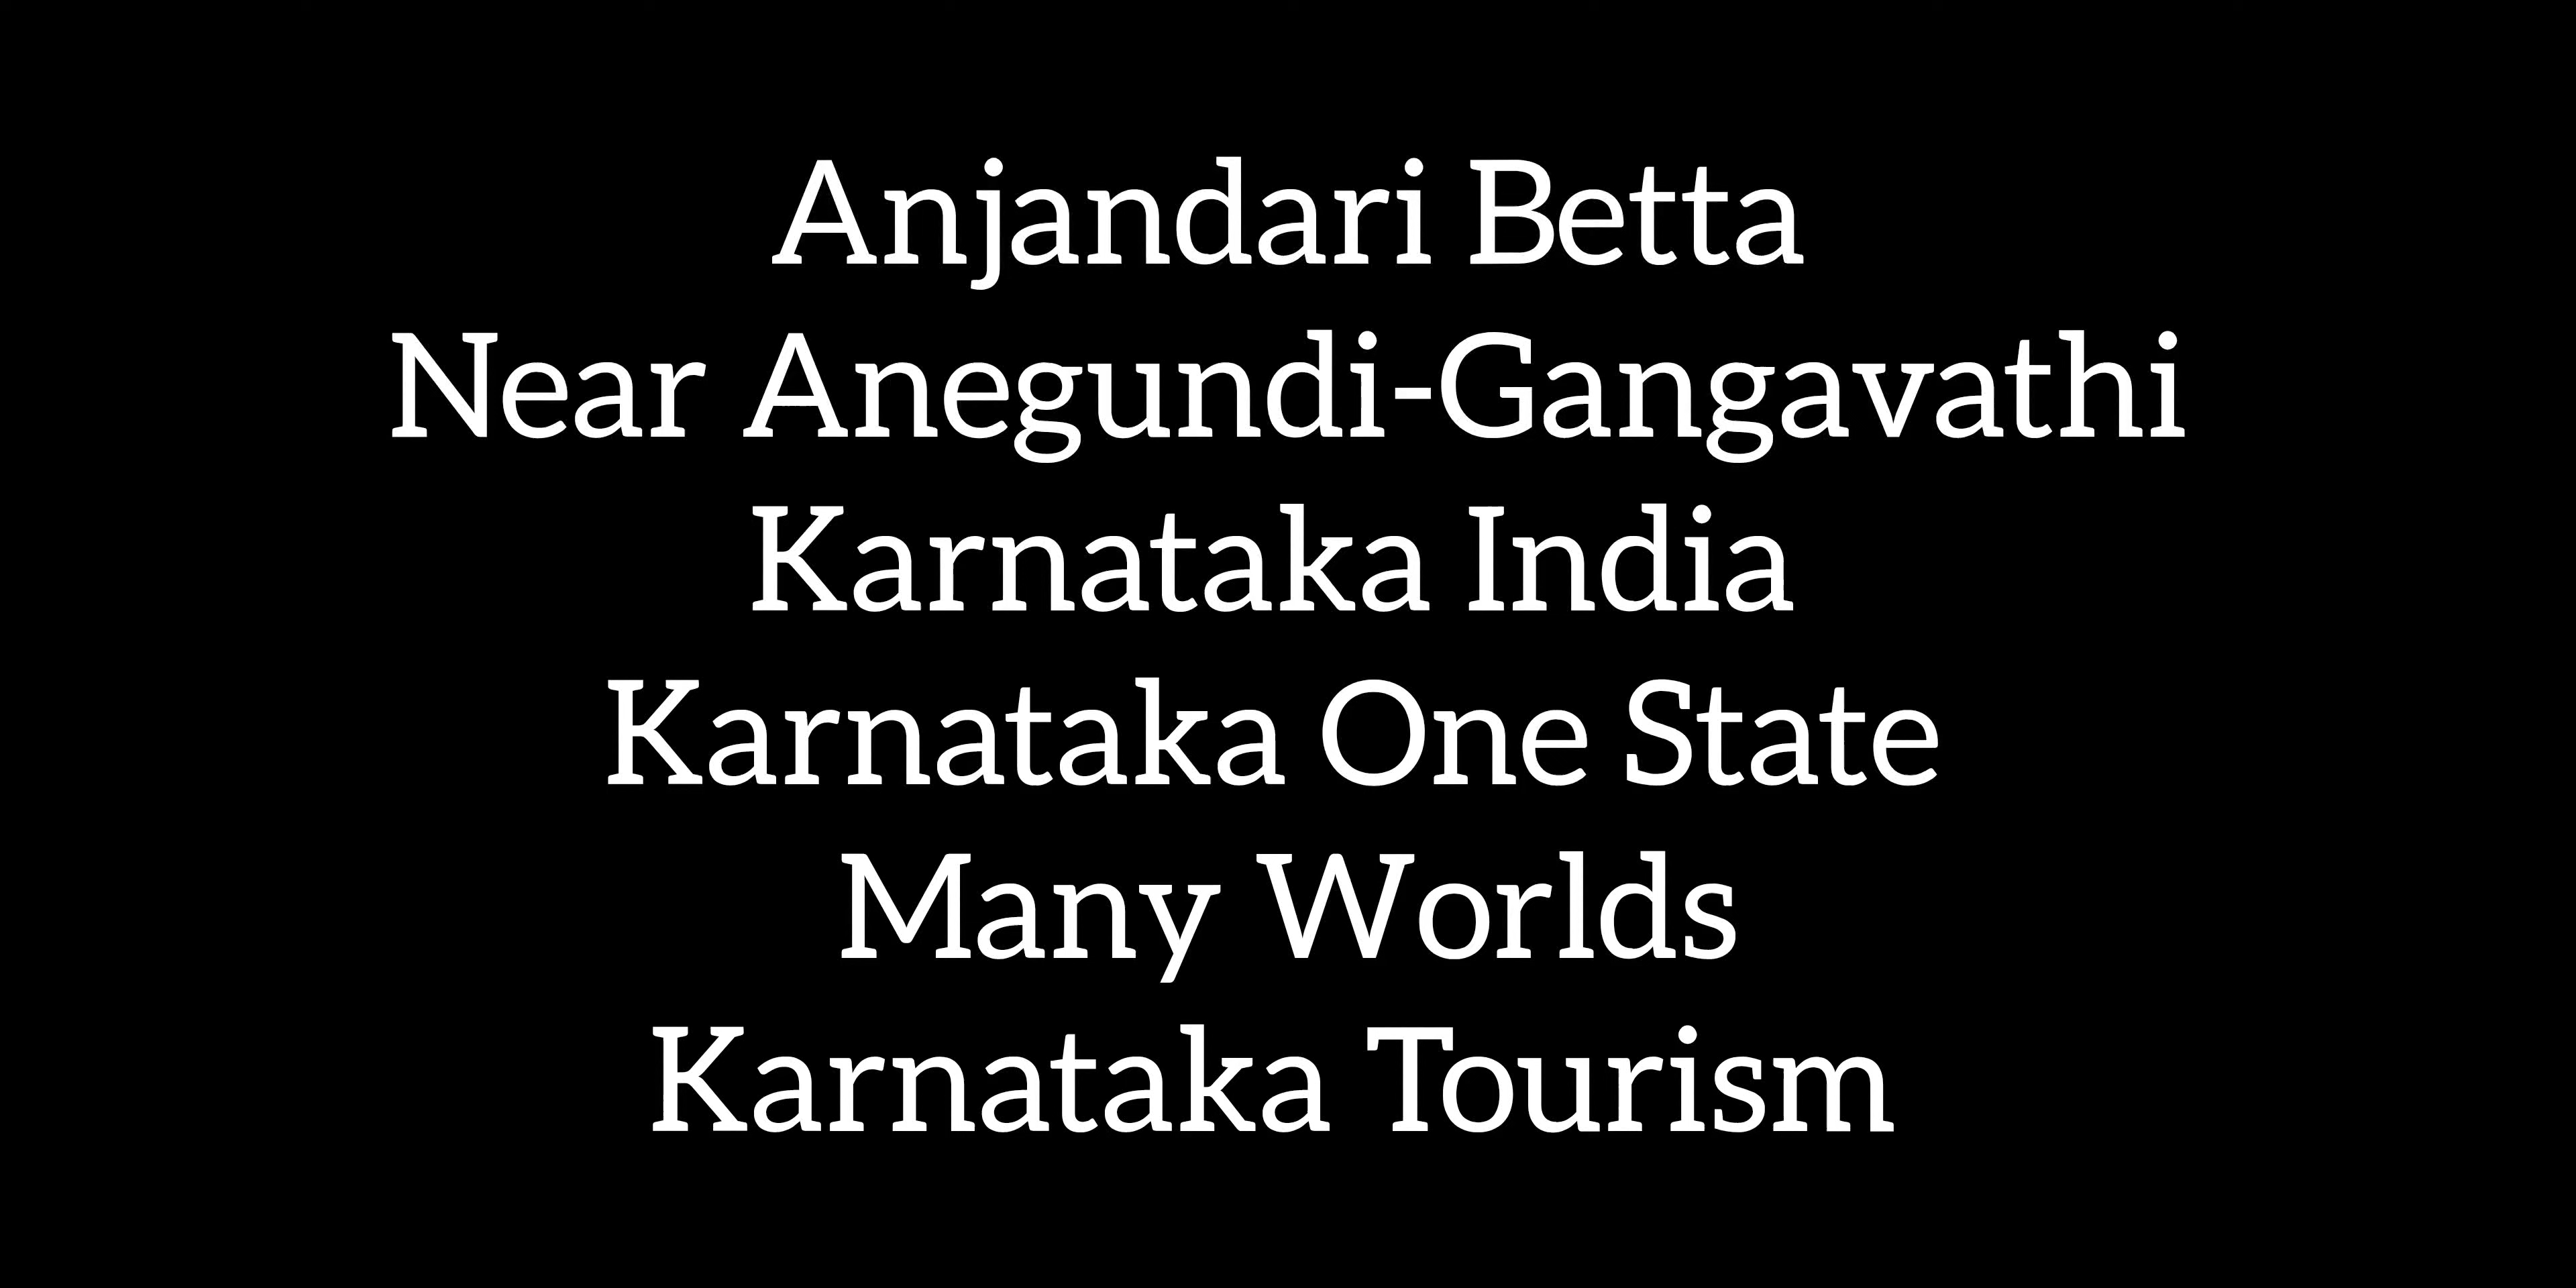 Anjandari Betta
Near Anegundi-Gangavathi
Karnataka India
Karnataka One State
Many Worlds
Karnataka Tourism